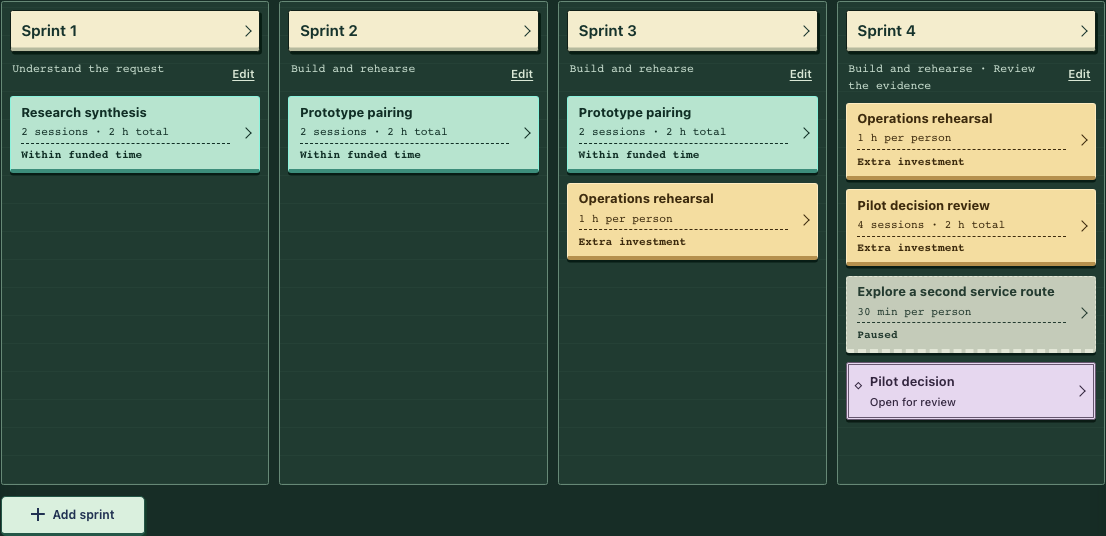 Sprint 1
Understand the request
Edit
Research synthesis
2 sessions · 2 h total
Within funded time
Sprint 2
Build and rehearse
Edit
Prototype pairing
2 sessions · 2 h total
Within funded time
Sprint 3
Build and rehearse
Edit
Prototype pairing
2 sessions · 2 h total
Within funded time
Operations rehearsal
1 h per person
Extra investment
Sprint 4
Build and rehearse · Review
the evidence
Edit
Operations rehearsal
1 h per person
Extra investment
Pilot decision review
4 sessions · 2 h total
Extra investment
Explore a second service route
30 min per person
Paused
Pilot decision
Open for review
Add sprint